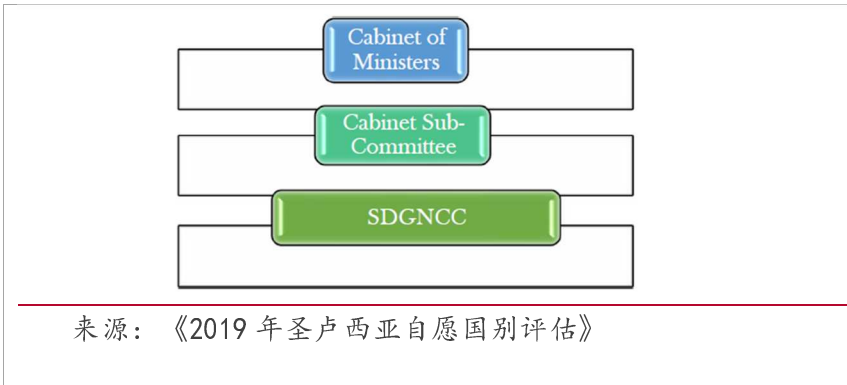 Cabinet of
Ministers
Cabinet Sub-
Committee
SDGNCC
来源：《2019 年圣卢西亚自愿国别评估》